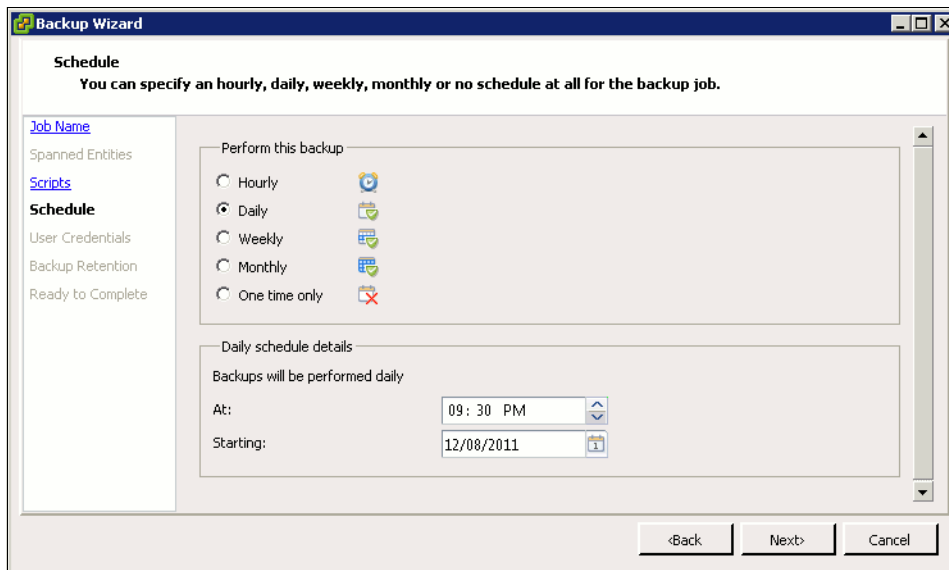 Backup Wizard
Schedule
You can specify an hourly, daily, weekly, monthly or no schedule at all for the backup job.
Job Name
Spanned Entities
Scripts
Schedule
User Credentials
Backup Retention
Ready to Complete
Perform this backup
Hourly
Daily
Weekly
Monthly
One time only
Daily schedule details
Backups will be performed daily
At: 09: 30 PM
Starting: 12/08/2011
<Back Next> Cancel